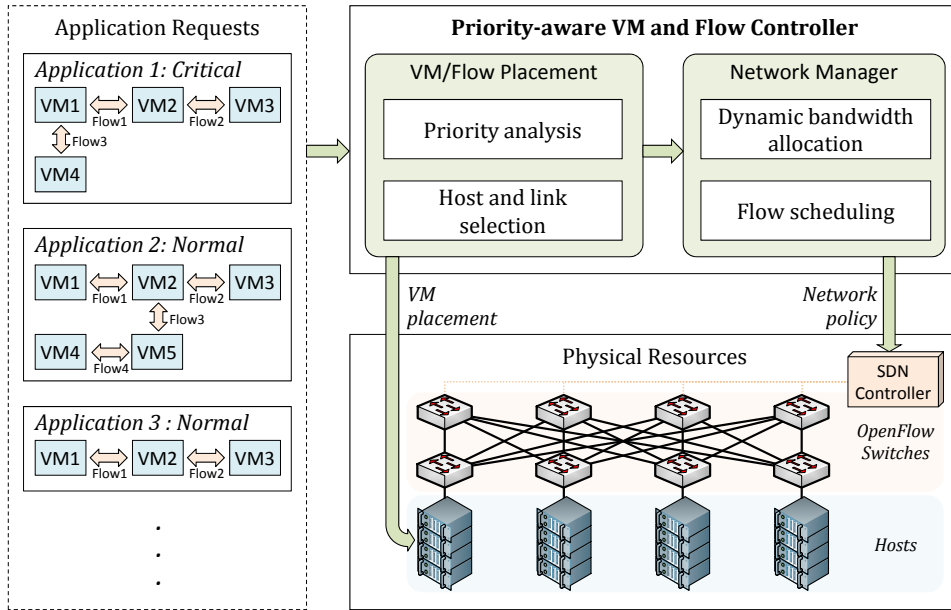 Application Requests
Application 1: Critical
VM1
VM2
VM3
Flow1
Flow2
Flow3
VM4
Application 2: Normal
VM1
VM2
VM3
Flow1
Flow2
Flow3
VM4
VM5
Flow4
Application 3 : Normal
VM1
VM2
VM3
Flow1
Flow2
.
.
.
Priority-aware VM and Flow Controller
VM/Flow Placement
Priority analysis
Host and link
selection
Network Manager
Dynamic bandwidth
allocation
Flow scheduling
VM
placement
Network
policy
Physical Resources
SDN
Controller
OpenFlow
Switches
Hosts